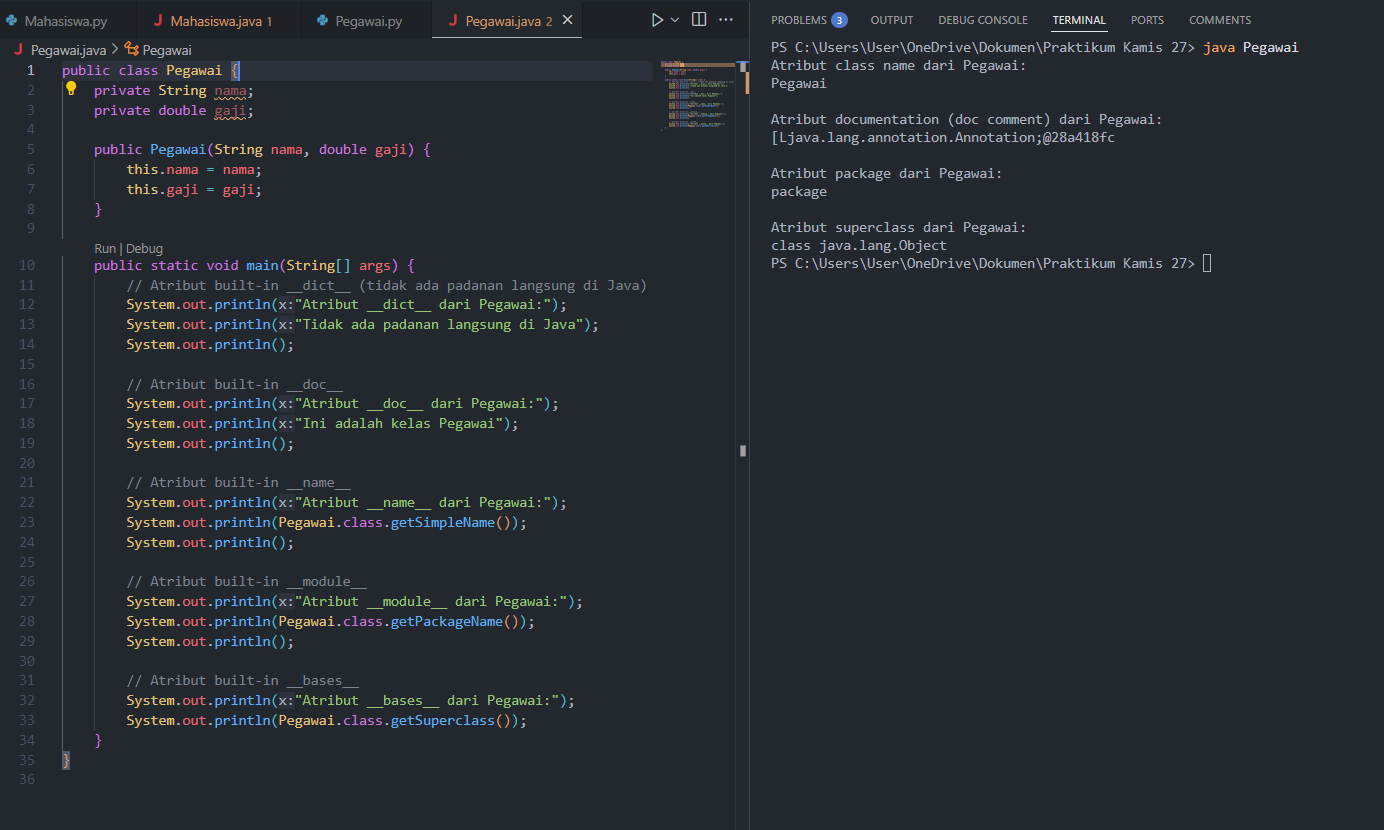 Mahasiswa.py
J Mahasiswa.java 1
Pegawai.py
J Pegawai.java 2
J Pegawai.java > Pegawai
1 public class Pegawai {
2 private String nama;
3 private double gaji;
4
5 public Pegawai(String nama, double gaji) {
6 this.nama = nama;
7 this.gaji = gaji;
8 }
9
Run | Debug
10 public static void main(String[] args) {
11 // Atribut built-in __dict__ (tidak ada padanan langsung di Java)
12 System.out.println(x:"Atribut __dict__ dari Pegawai:");
13 System.out.println(x:"Tidak ada padanan langsung di Java");
14 System.out.println();
15
16 // Atribut built-in __doc__
17 System.out.println(x:"Atribut __doc__ dari Pegawai:");
18 System.out.println(x:"Ini adalah kelas Pegawai");
19 System.out.println();
20
21 // Atribut built-in __name__
22 System.out.println(x:"Atribut __name__ dari Pegawai:");
23 System.out.println(Pegawai.class.getSimpleName());
24 System.out.println();
25
26 // Atribut built-in __module__
27 System.out.println(x:"Atribut __module__ dari Pegawai:");
28 System.out.println(Pegawai.class.getPackageName());
29 System.out.println();
30
31 // Atribut built-in __bases__
32 System.out.println(x:"Atribut __bases__ dari Pegawai:");
33 System.out.println(Pegawai.class.getSuperclass());
34 }
35 }
36
PROBLEMS 3 OUTPUT DEBUG CONSOLE TERMINAL PORTS COMMENTS
PS C:\Users\User\OneDrive\Dokumen\Praktikum Kamis 27> java Pegawai
Atribut class name dari Pegawai:
Pegawai
Atribut documentation (doc comment) dari Pegawai:
[Ljava.lang.annotation.Annotation;@28a418fc
Atribut package dari Pegawai:
package
Atribut superclass dari Pegawai:
class java.lang.Object
PS C:\Users\User\OneDrive\Dokumen\Praktikum Kamis 27>